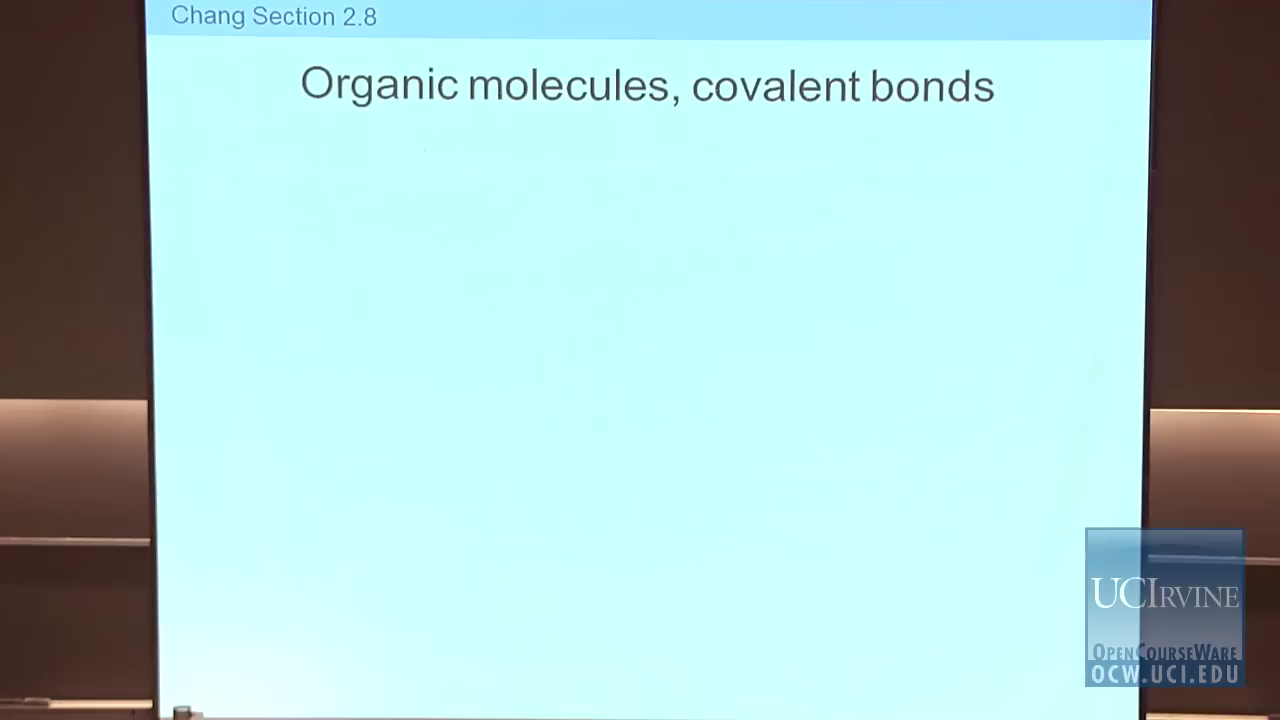 Chang Section 2.8
Organic molecules, covalent bonds
UCIRVINE
OPENCOURSEWARE
OCW.UCI.EDU